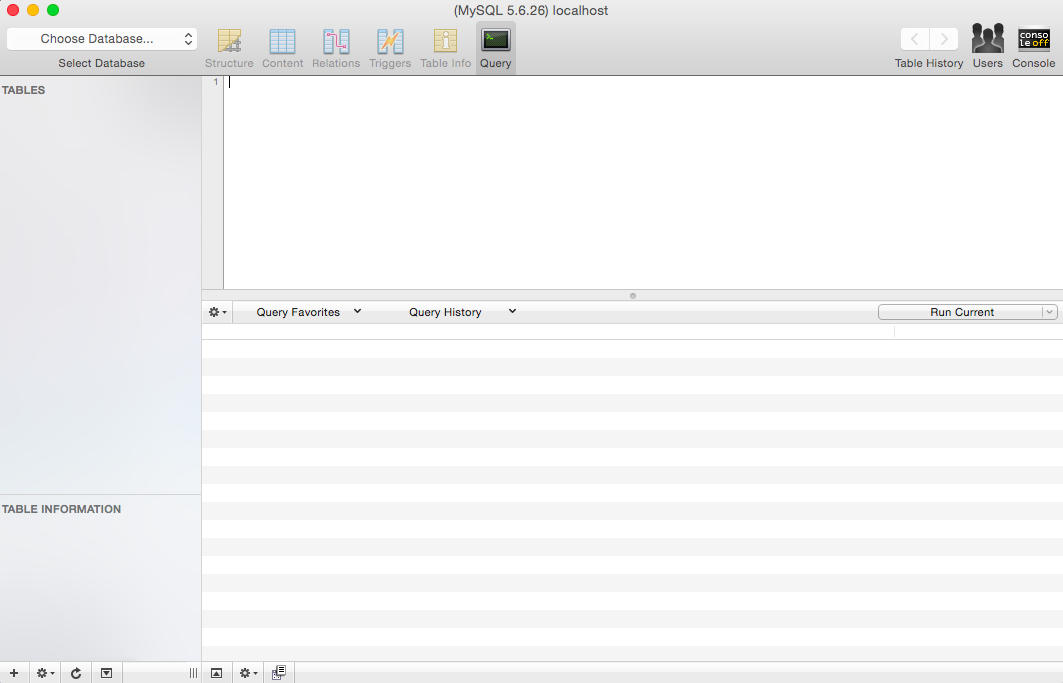 (MySQL 5.6.26) localhost
Choose Database...
Select Database
Structure Content Relations Triggers Table Info Query
Table History Users Console
conso
le off
TABLES
1
Query Favorites Query History Run Current
TABLE INFORMATION